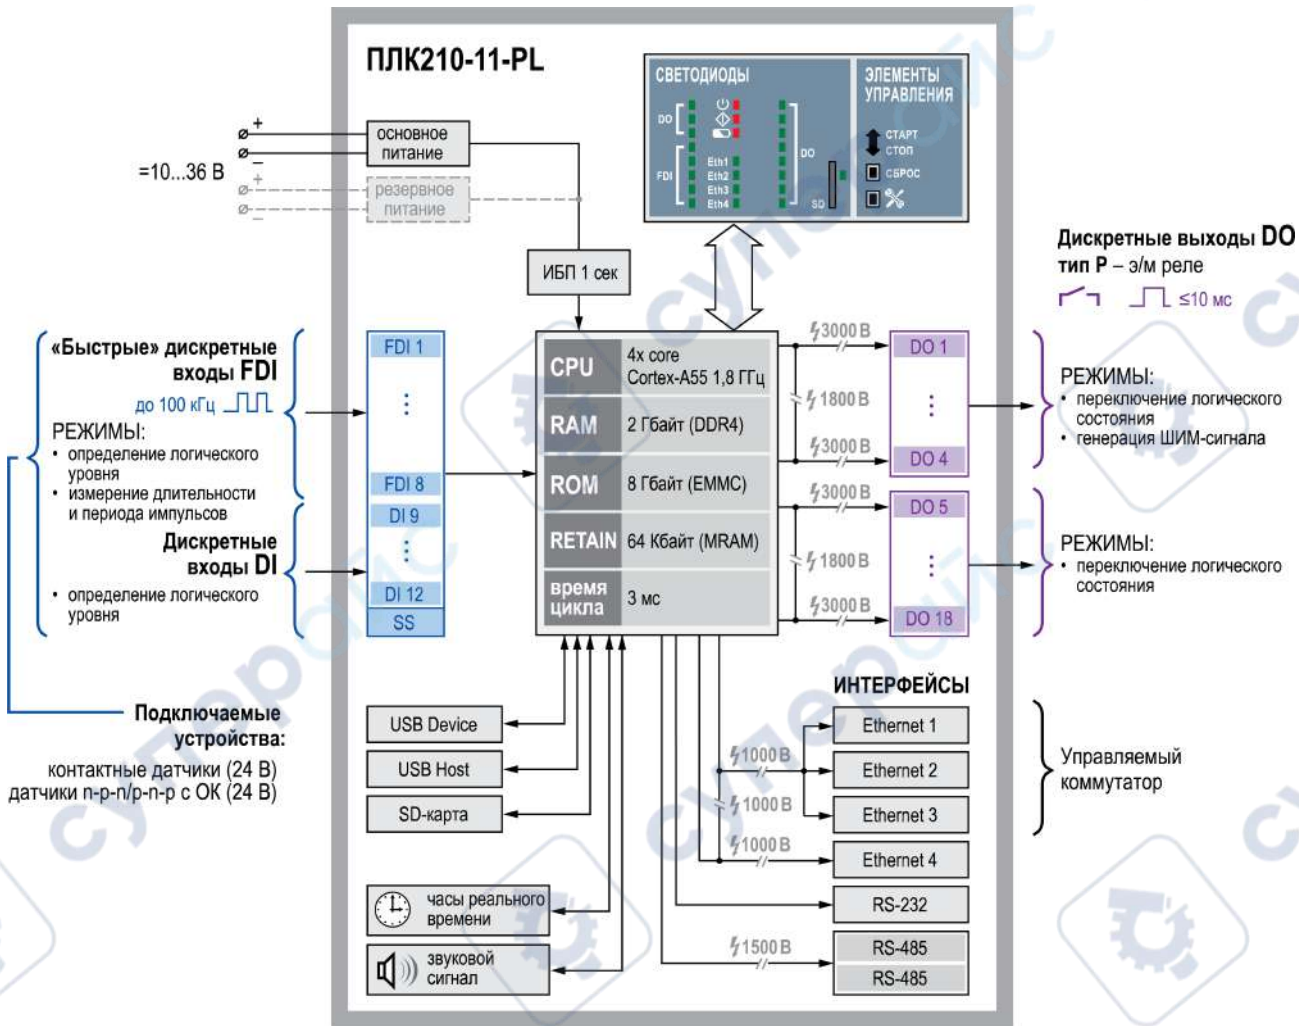 ПЛК210-11-PL
СВЕТОДИОДЫ
DO
FDI
Eth1
Eth2
Eth3
Eth4
DO
SD
ЭЛЕМЕНТЫ
УПРАВЛЕНИЯ
СТАРТ
СТОП
СБРОС
+
−
=10...36 В
+
−
основное
питание
резервное
питание
ИБП 1 сек
Дискретные выходы DO
тип Р – э/м реле
≤10 мс
«Быстрые» дискретные
входы FDI
до 100 кГц
РЕЖИМЫ:
• определение логического
уровня
• измерение длительности
и периода импульсов
Дискретные
входы DI
• определение логического
уровня
FDI 1
⋮
FDI 8
DI 9
⋮
DI 12
SS
CPU
4x core
Cortex-A55 1,8 ГГц
RAM
2 Гбайт (DDR4)
ROM
8 Гбайт (EMMC)
RETAIN
64 Кбайт (MRAM)
время
цикла
3 мс
3000 В
1800 В
3000 В
3000 В
1800 В
3000 В
DO 1
⋮
DO 4
DO 5
⋮
DO 18
РЕЖИМЫ:
• переключение логического
состояния
• генерация ШИМ-сигнала
РЕЖИМЫ:
• переключение логического
состояния
Подключаемые
устройства:
контактные датчики (24 В)
датчики n-p-n/p-n-p с ОК (24 В)
USB Device
USB Host
SD-карта
часы реального
времени
звуковой
сигнал
ИНТЕРФЕЙСЫ
1000 В
1000 В
1000 В
1500 В
Ethernet 1
Ethernet 2
Ethernet 3
Ethernet 4
RS-232
RS-485
RS-485
Управляемый
коммутатор
суперайс
суперайс